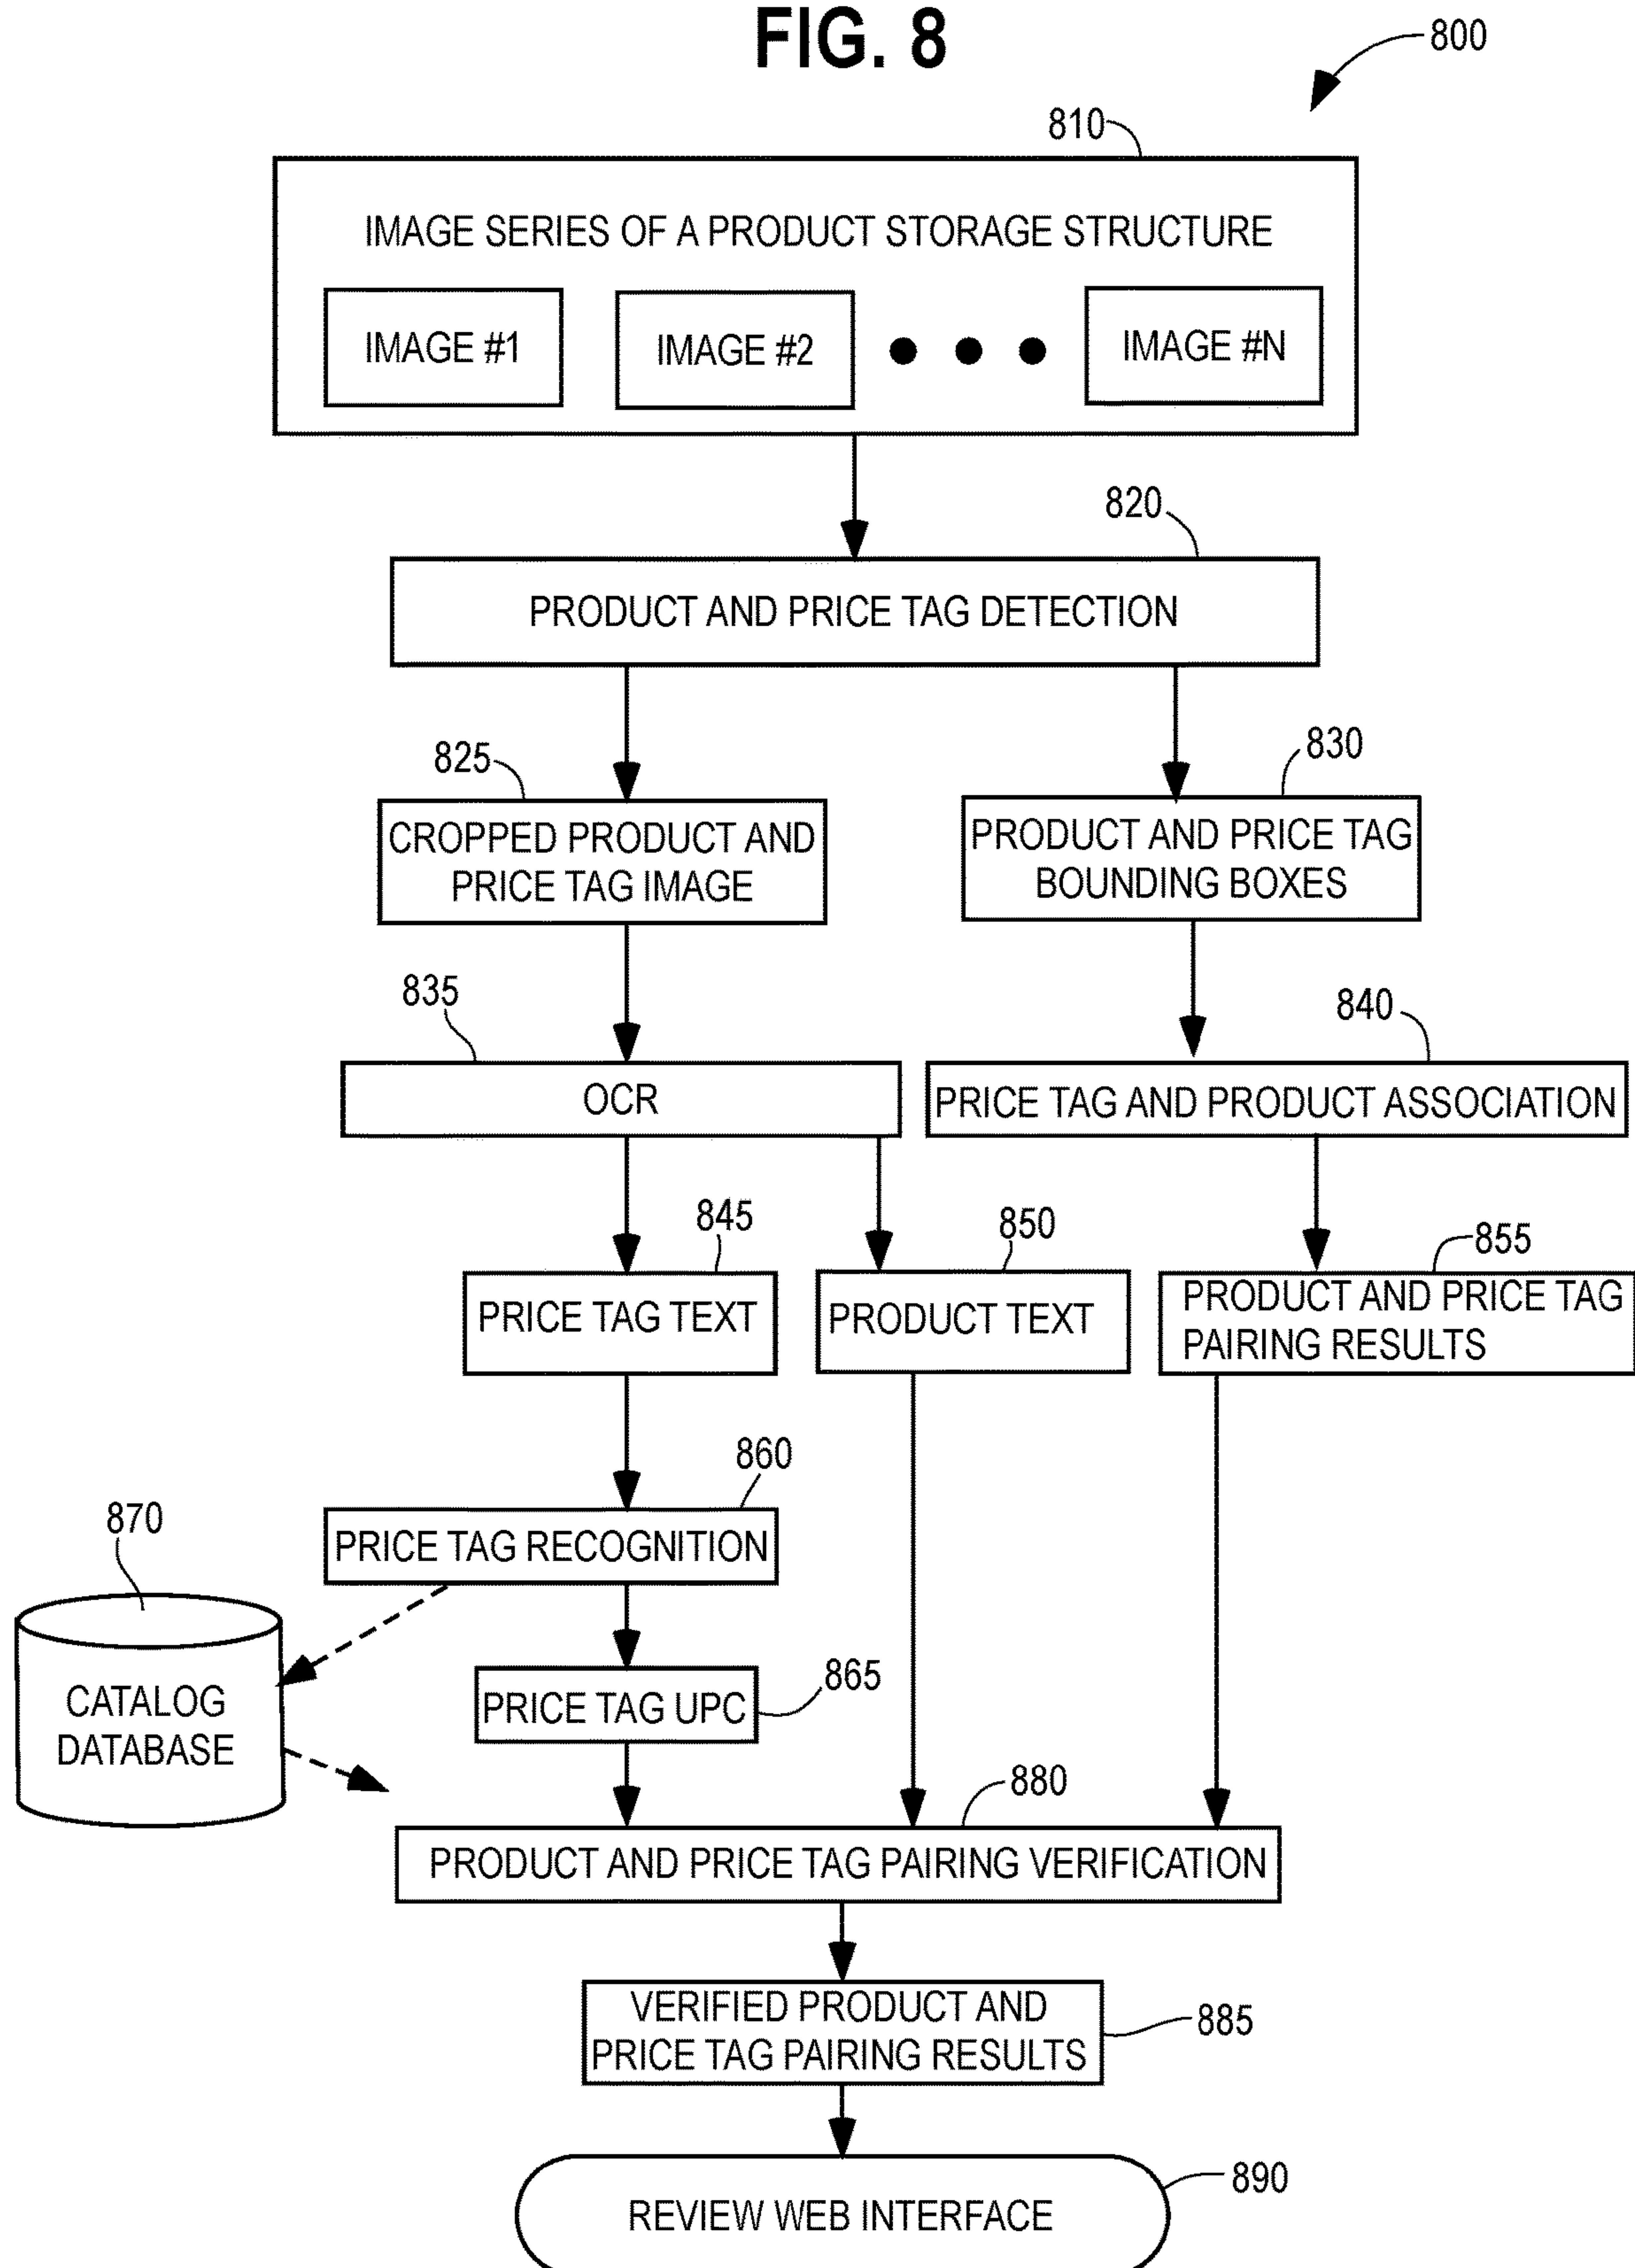 FIG. 8
800
810
IMAGE SERIES OF A PRODUCT STORAGE STRUCTURE
IMAGE #1
IMAGE #2
IMAGE #N
820
PRODUCT AND PRICE TAG DETECTION
825
830
CROPPED PRODUCT AND
PRICE TAG IMAGE
PRODUCT AND PRICE TAG
BOUNDING BOXES
835
840
OCR
PRICE TAG AND PRODUCT ASSOCIATION
845
850
855
PRICE TAG TEXT
PRODUCT TEXT
PRODUCT AND PRICE TAG
PAIRING RESULTS
860
PRICE TAG RECOGNITION
870
CATALOG
DATABASE
865
PRICE TAG UPC
880
PRODUCT AND PRICE TAG PAIRING VERIFICATION
VERIFIED PRODUCT AND
PRICE TAG PAIRING RESULTS
885
890
REVIEW WEB INTERFACE